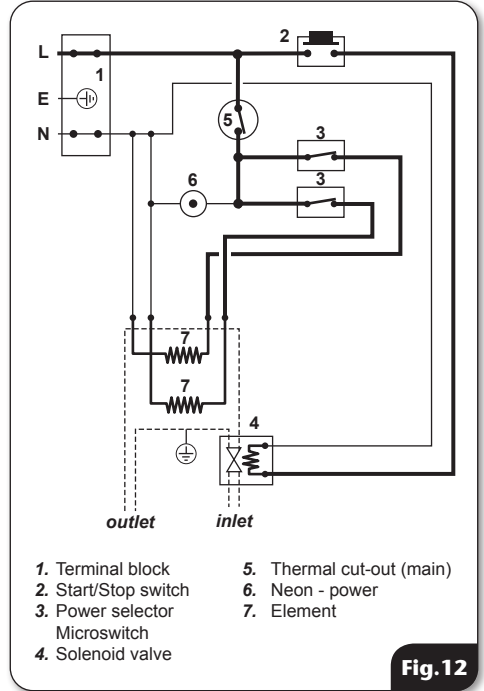 L
E
N
1
2
5
3
3
6
7
7
4
outlet
inlet
1. Terminal block
2. Start/Stop switch
3. Power selector
Microswitch
4. Solenoid valve
5. Thermal cut-out (main)
6. Neon - power
7. Element
Fig.12